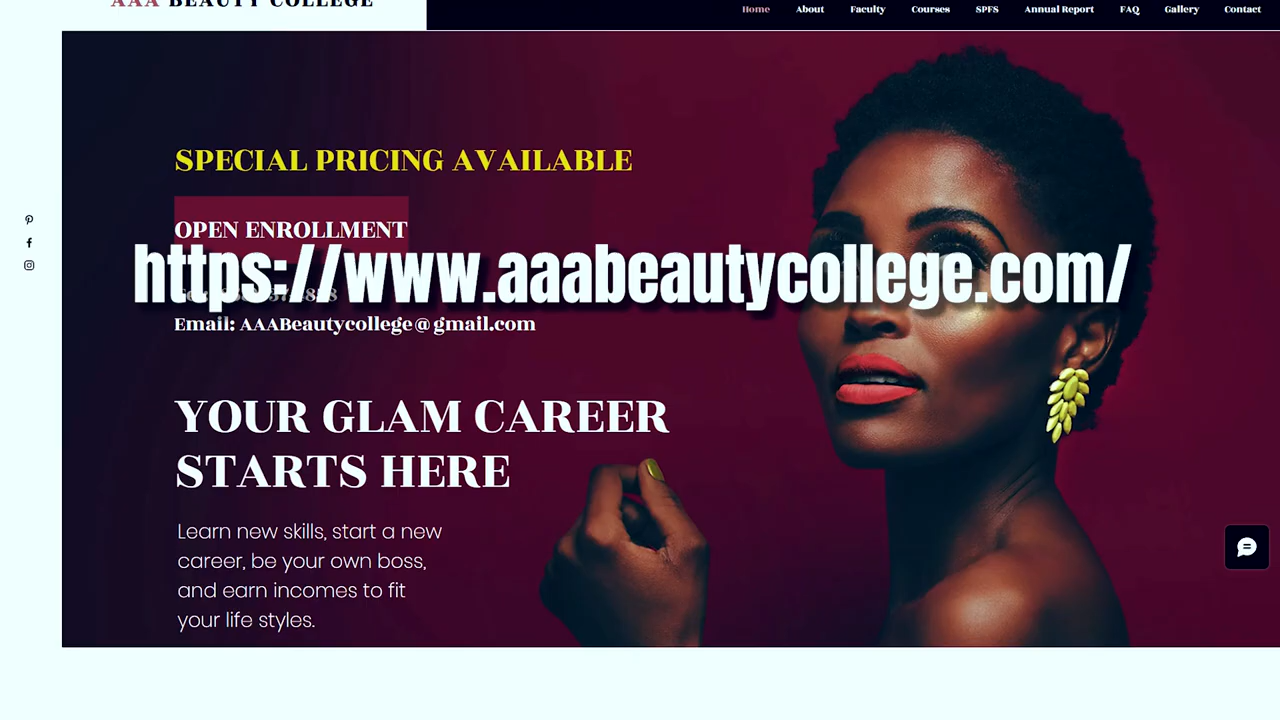 AAA BEAUTY COLLEGE
Home About Faculty Courses SPFS Annual Report FAQ Gallery Contact
SPECIAL PRICING AVAILABLE
OPEN ENROLLMENT
https://www.aaabeautycollege.com/
Email: AAABeautycollege@gmail.com
YOUR GLAM CAREER
STARTS HERE
Learn new skills, start a new
career, be your own boss,
and earn incomes to fit
your life styles.